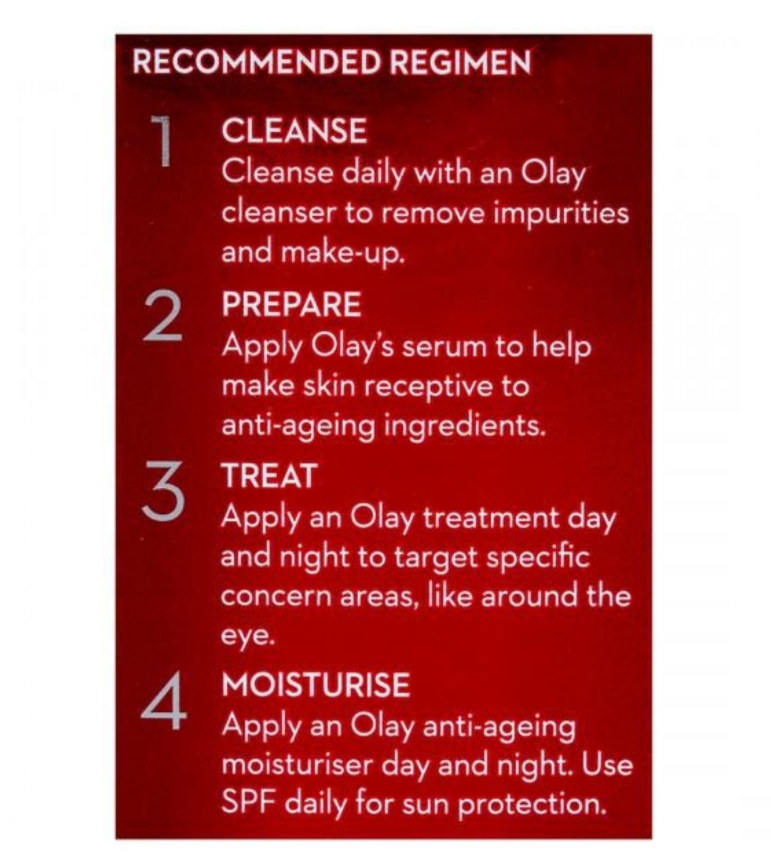 RECOMMENDED REGIMEN
1 CLEANSE
Cleanse daily with an Olay
cleanser to remove impurities
and make-up.
2 PREPARE
Apply Olay's serum to help
make skin receptive to
anti-ageing ingredients.
3 TREAT
Apply an Olay treatment day
and night to target specific
concern areas, like around the
eye.
4 MOISTURISE
Apply an Olay anti-ageing
moisturiser day and night. Use
SPF daily for sun protection.